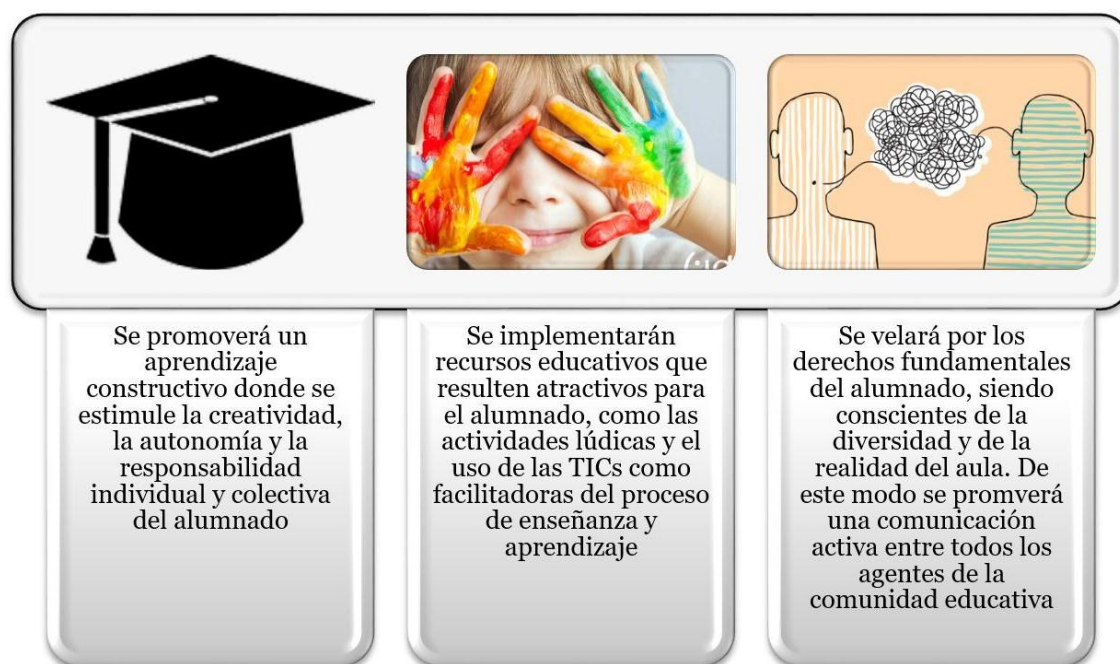 Se promoverá un
aprendizaje
constructivo donde se
estimule la creatividad,
la autonomía y la
responsabilidad
individual y colectiva
del alumnado
Se implementarán
recursos educativos que
resulten atractivos para
el alumnado, como las
actividades lúdicas y el
uso de las TICs como
facilitadoras del proceso
de enseñanza y
aprendizaje
Se velará por los
derechos fundamentales
del alumnado, siendo
conscientes de la
diversidad y de la
realidad del aula. De
este modo se promverá
una comunicación
activa entre todos los
agentes de la
comunidad educativa